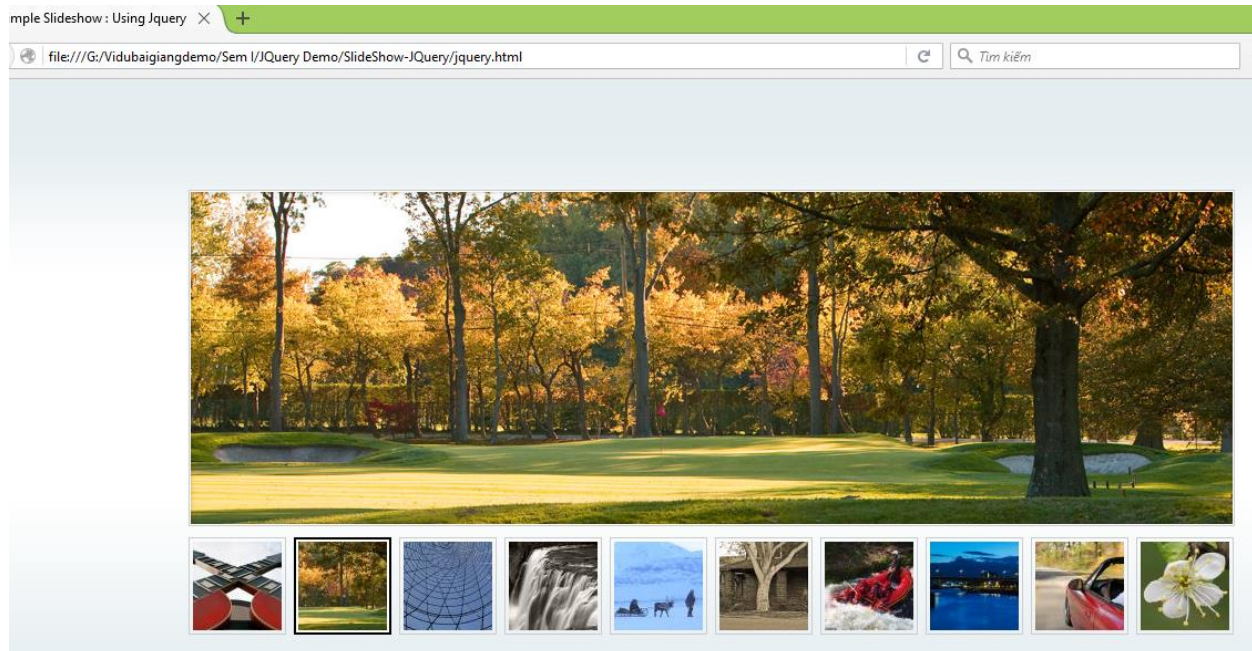 mple Slideshow : Using Jquery
file:///G:/Vidubaigiangdemo/Sem I/JQuery Demo/SlideShow-JQuery/jquery.html
Tìm kiếm